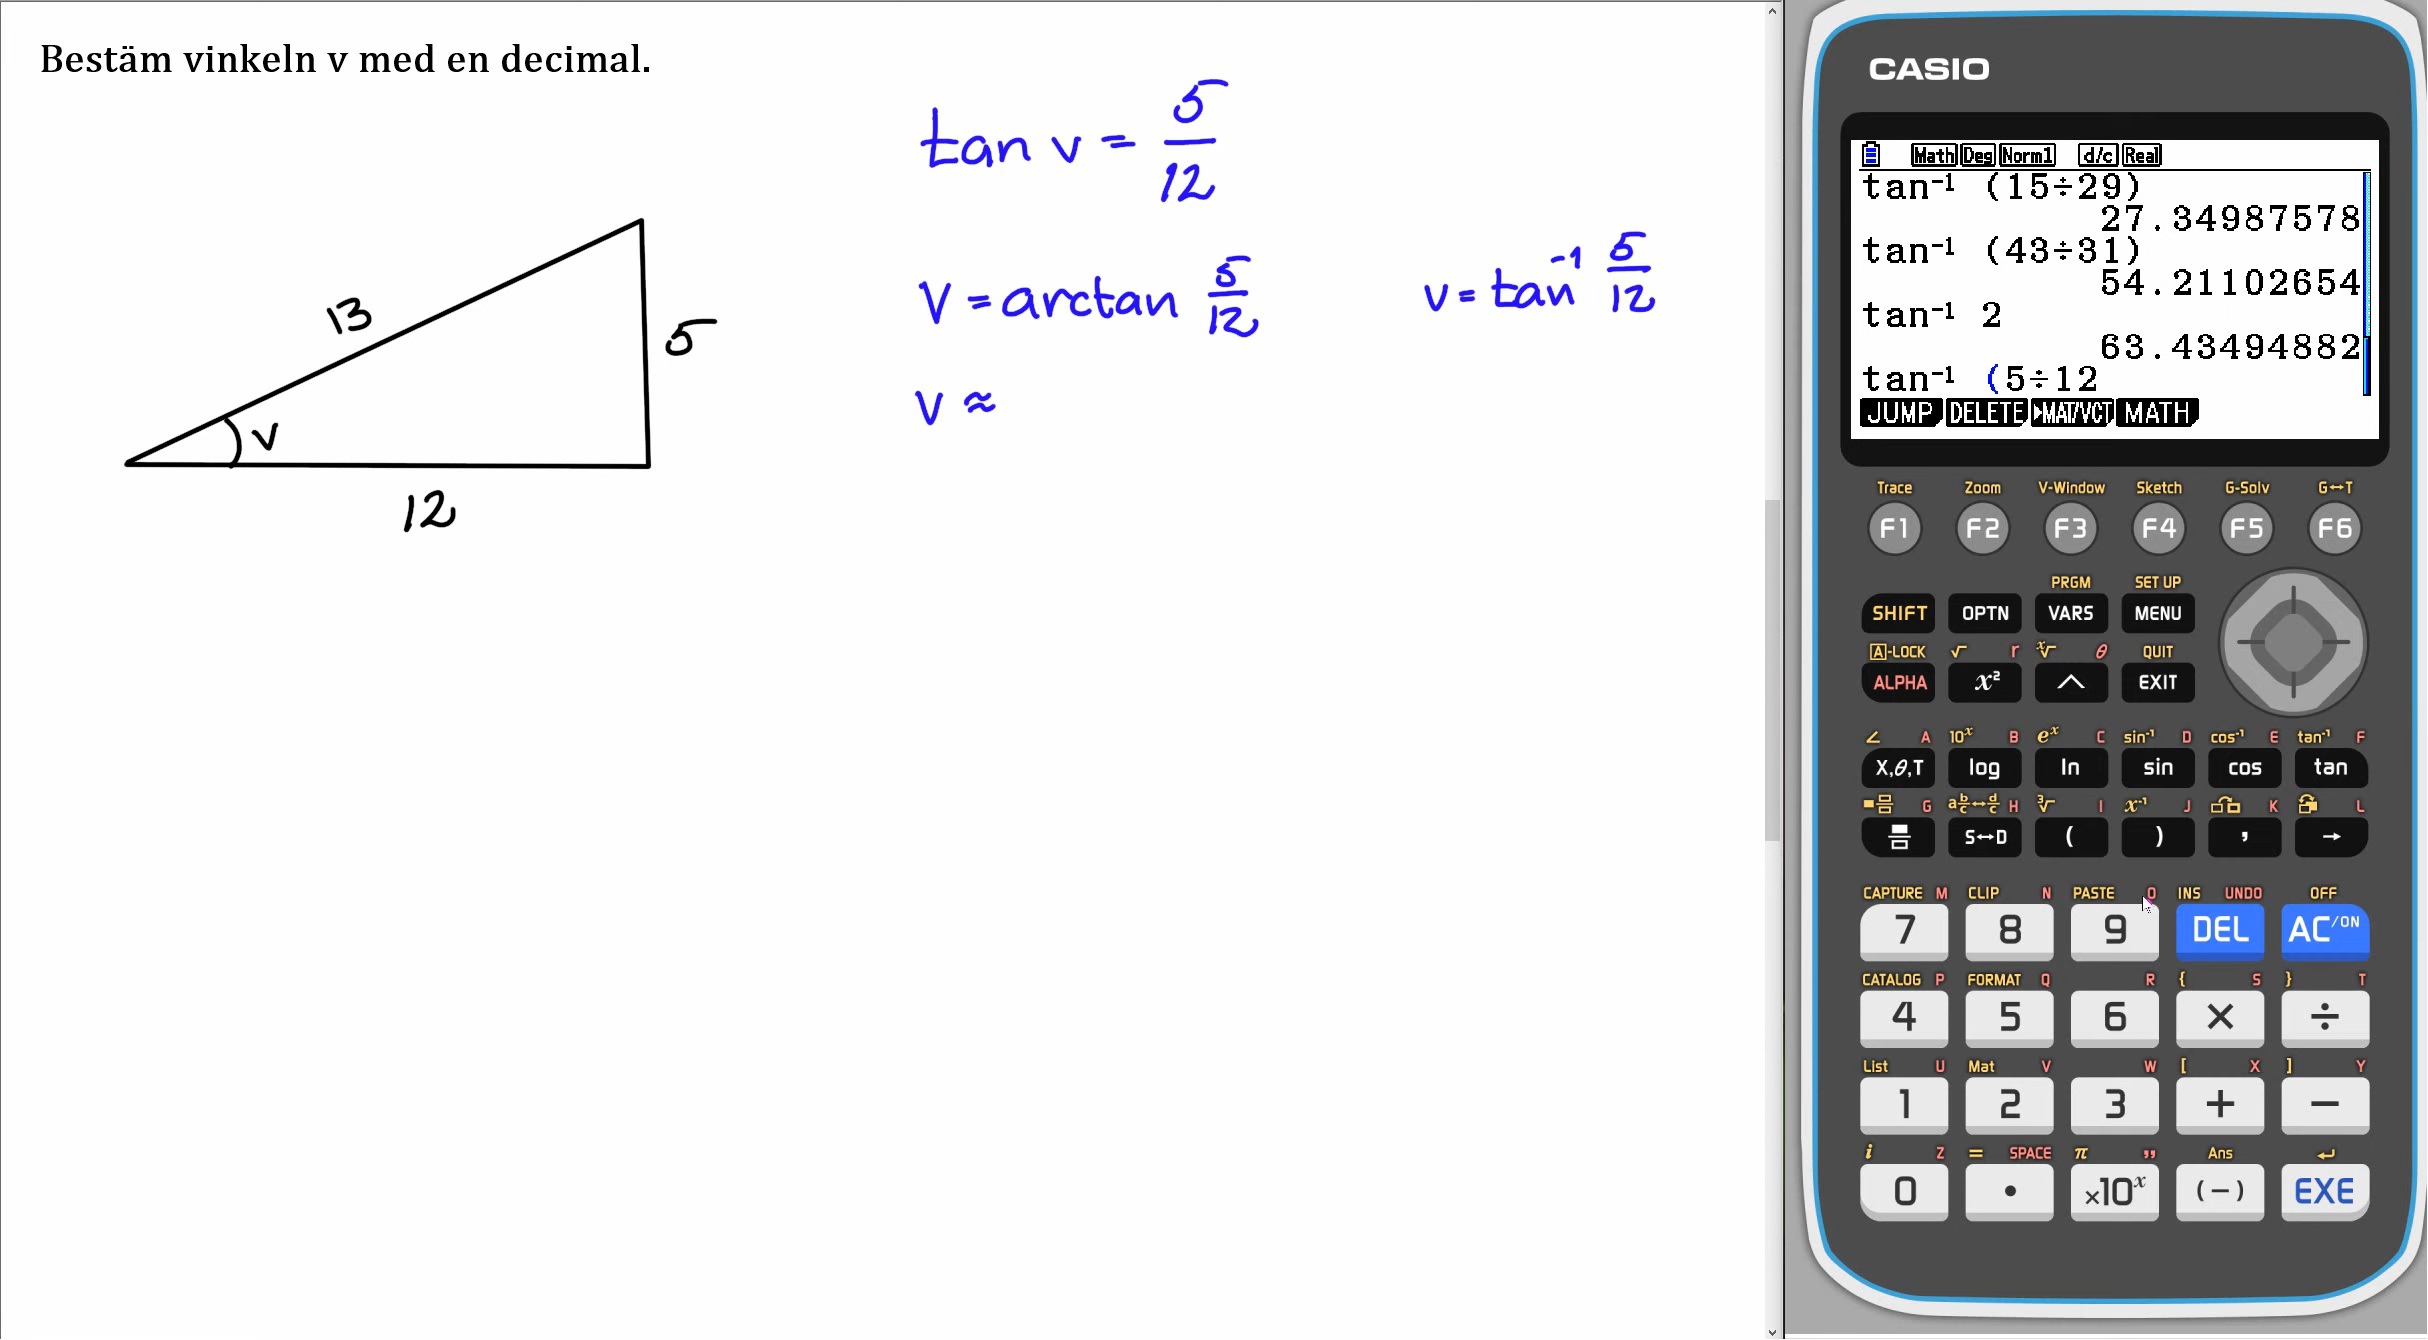 Bestäm vinkeln v med en decimal.
tan v = 5/12
v = arctan 5/12
v = tan⁻¹ 5/12
v ≈
13
5
v
12
CASIO
Math Deg Norm1 d/c Real
tan⁻¹ (15÷29)
27.34987578
tan⁻¹ (43÷31)
54.21102654
tan⁻¹ 2
63.43494882
tan⁻¹ (5÷12
JUMP DELETE ▶MAT/VCT MATH
Trace Zoom V-Window Sketch G-Solv G↔T
F1 F2 F3 F4 F5 F6
PRGM SET UP
SHIFT OPTN VARS MENU
A-LOCK √ r ˣ√ θ QUIT
ALPHA x² ^ EXIT
∠ A 10ˣ B eˣ C sin⁻¹ D cos⁻¹ E tan⁻¹ F
X,θ,T log ln sin cos tan
G a b/c↔d/c H ³√ I x⁻¹ J K L
S↔D ( ) , →
CAPTURE M CLIP N PASTE O INS UNDO OFF
7 8 9 DEL AC/ON
CATALOG P FORMAT Q R { S } T
4 5 6 × ÷
List U Mat V W [ X ] Y
1 2 3 + −
i Z = SPACE π " Ans ↵
0 • ×10ˣ (−) EXE